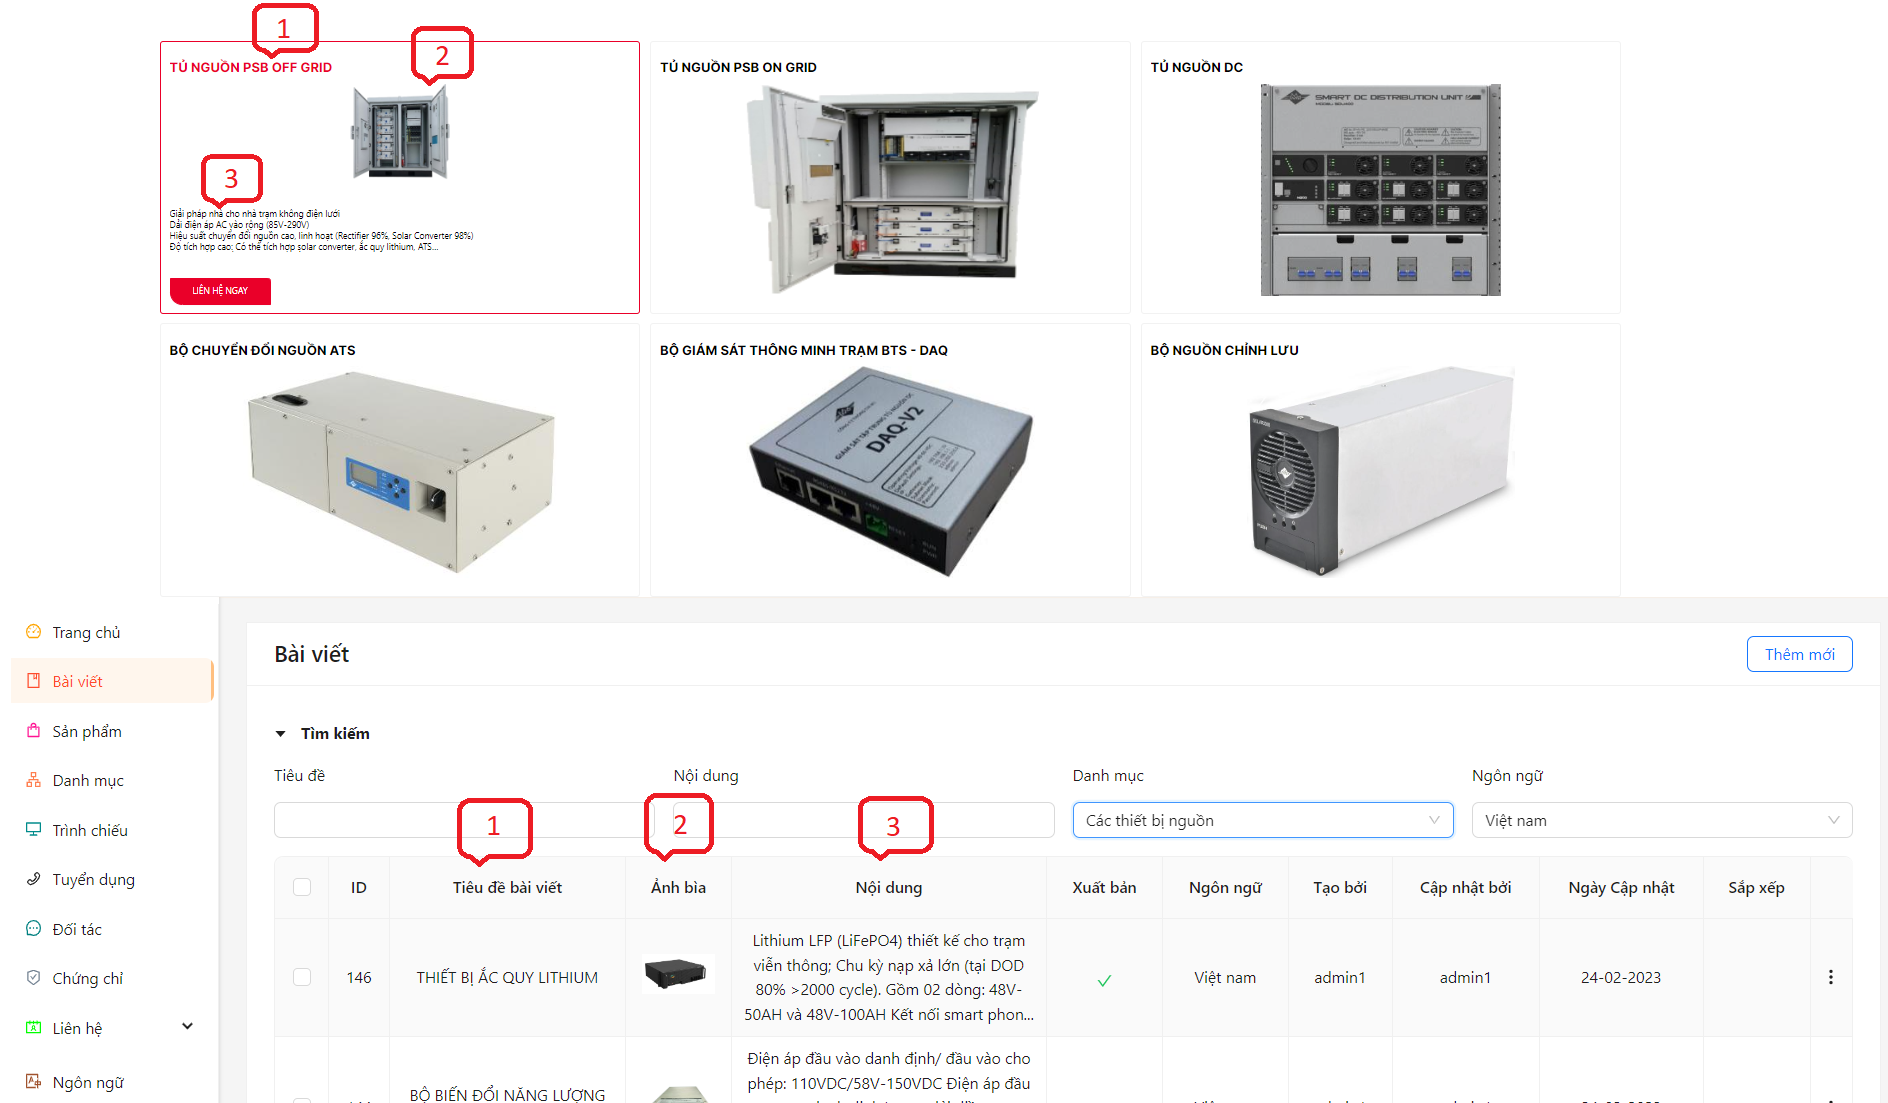 1
2
TỦ NGUỒN PSB OFF GRID
3
Giải pháp nhà cho nhà trạm không điện lưới
Dải điện áp AC vào rộng (85V-290V)
Hiệu suất chuyển đổi nguồn cao, linh hoạt (Rectifier 96%, Solar Converter 98%)
Độ tích hợp cao; Có thể tích hợp solar converter, ắc quy lithium, ATS...
LIÊN HỆ NGAY
TỦ NGUỒN PSB ON GRID
TỦ NGUỒN DC
SMART DC DISTRIBUTION UNIT
BỘ CHUYỂN ĐỔI NGUỒN ATS
BỘ GIÁM SÁT THÔNG MINH TRẠM BTS - DAQ
GIÁM SÁT TẬP TRUNG TỦ NGUỒN DC
DAQ-V2
BỘ NGUỒN CHỈNH LƯU
Trang chủ
Bài viết
Sản phẩm
Danh mục
Trình chiếu
Tuyển dụng
Đối tác
Chứng chỉ
Liên hệ
Ngôn ngữ
Bài viết
Thêm mới
Tìm kiếm
Tiêu đề
Nội dung
Danh mục
Ngôn ngữ
1
2
3
Các thiết bị nguồn
Việt nam
ID
Tiêu đề bài viết
Ảnh bìa
Nội dung
Xuất bản
Ngôn ngữ
Tạo bởi
Cập nhật bởi
Ngày Cập nhật
Sắp xếp
146
THIẾT BỊ ẮC QUY LITHIUM
Lithium LFP (LiFePO4) thiết kế cho trạm
viễn thông; Chu kỳ nạp xả lớn (tại DOD
80% >2000 cycle). Gồm 02 dòng: 48V-
50AH và 48V-100AH Kết nối smart phon...
Việt nam
admin1
admin1
24-02-2023
BỘ BIẾN ĐỔI NĂNG LƯỢNG
Điện áp đầu vào danh định/ đầu vào cho
phép: 110VDC/58V-150VDC Điện áp đầu